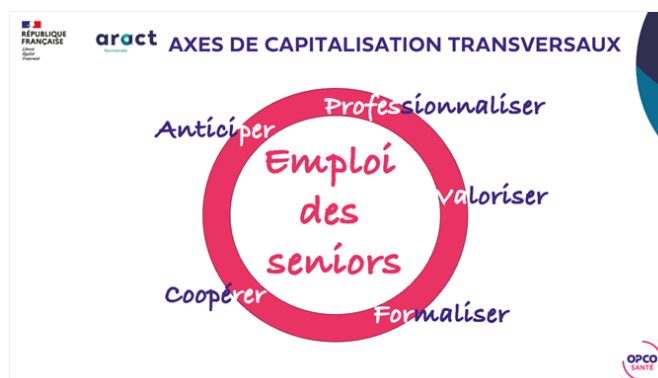 RÉPUBLIQUE
FRANÇAISE
Liberté
Égalité
Fraternité
aract
Normandie
AXES DE CAPITALISATION TRANSVERSAUX
Professionnaliser
Anticiper
Emploi
des
seniors
valoriser
Coopérer
Formaliser
OPCO
SANTÉ